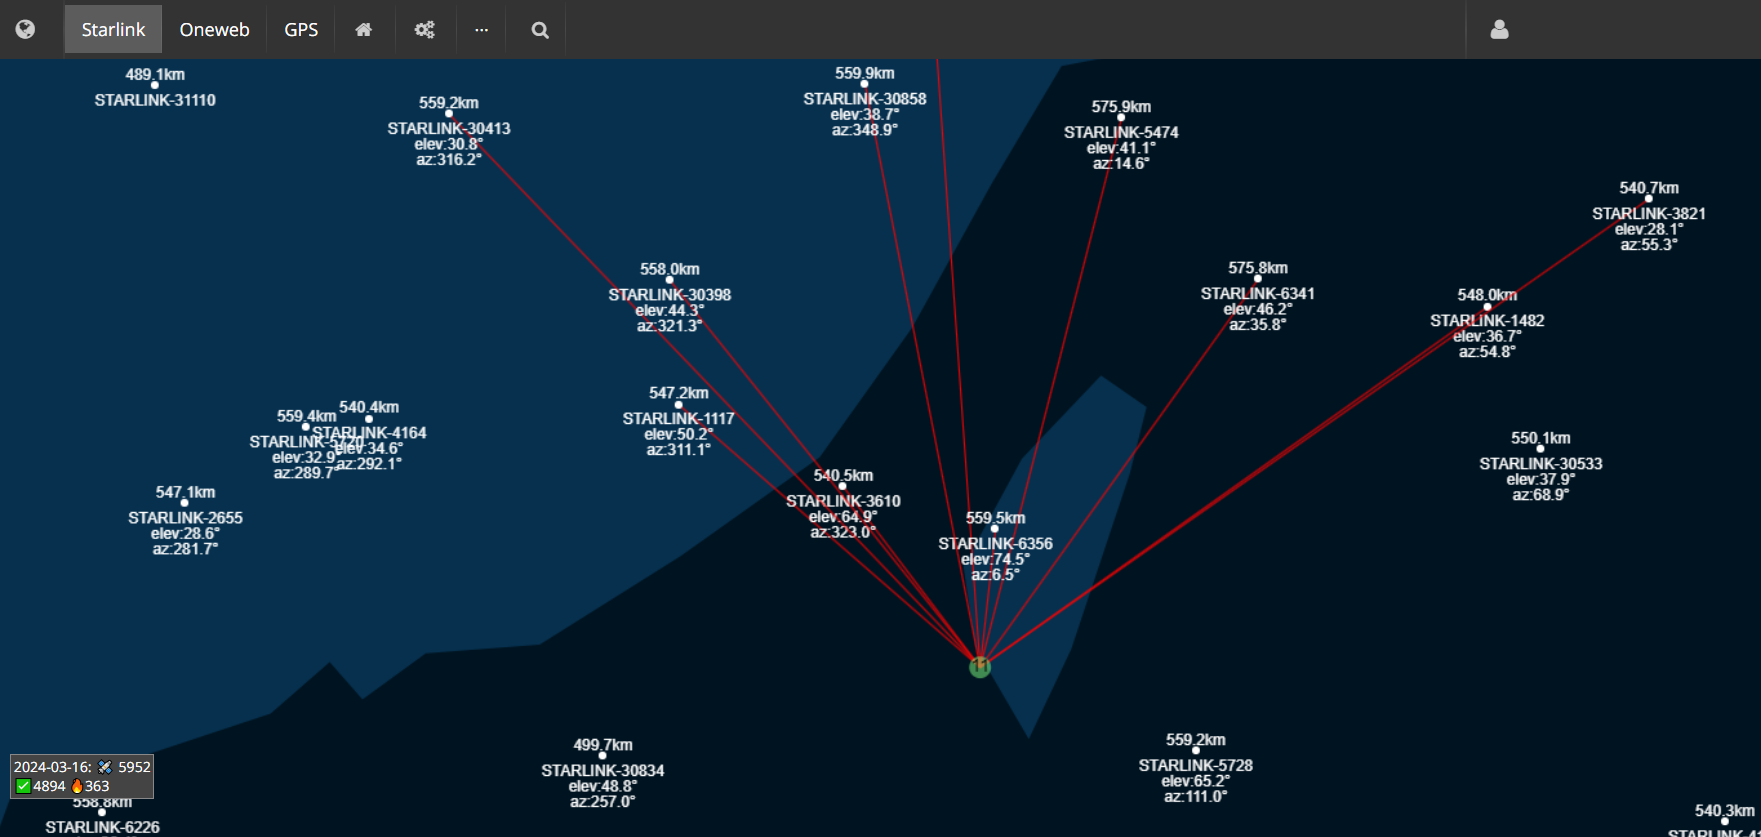 Starlink Oneweb GPS ...
489.1km
STARLINK-31110
559.2km
STARLINK-30413
elev:30.8°
az:316.2°
559.9km
STARLINK-30858
elev:38.7°
az:348.9°
575.9km
STARLINK-5474
elev:41.1°
az:14.6°
540.7km
STARLINK-3821
elev:28.1°
az:55.3°
558.0km
STARLINK-30398
elev:44.3°
az:321.3°
575.8km
STARLINK-6341
elev:46.2°
az:35.8°
548.0km
STARLINK-1482
elev:36.7°
az:54.8°
547.2km
STARLINK-1117
elev:50.2°
az:311.1°
559.4km
elev:32.9°
az:289.7°
540.4km
STARLINK-4164
elev:34.6°
az:292.1°
550.1km
STARLINK-30533
elev:37.9°
az:68.9°
547.1km
STARLINK-2655
elev:28.6°
az:281.7°
540.5km
STARLINK-3610
elev:64.9°
az:323.0°
559.5km
STARLINK-6356
elev:74.5°
az:6.5°
11
499.7km
STARLINK-30834
elev:48.8°
az:257.0°
559.2km
STARLINK-5728
elev:65.2°
az:111.0°
2024-03-16: 5952
4894 363
558.8km
STARLINK-6226
540.3km